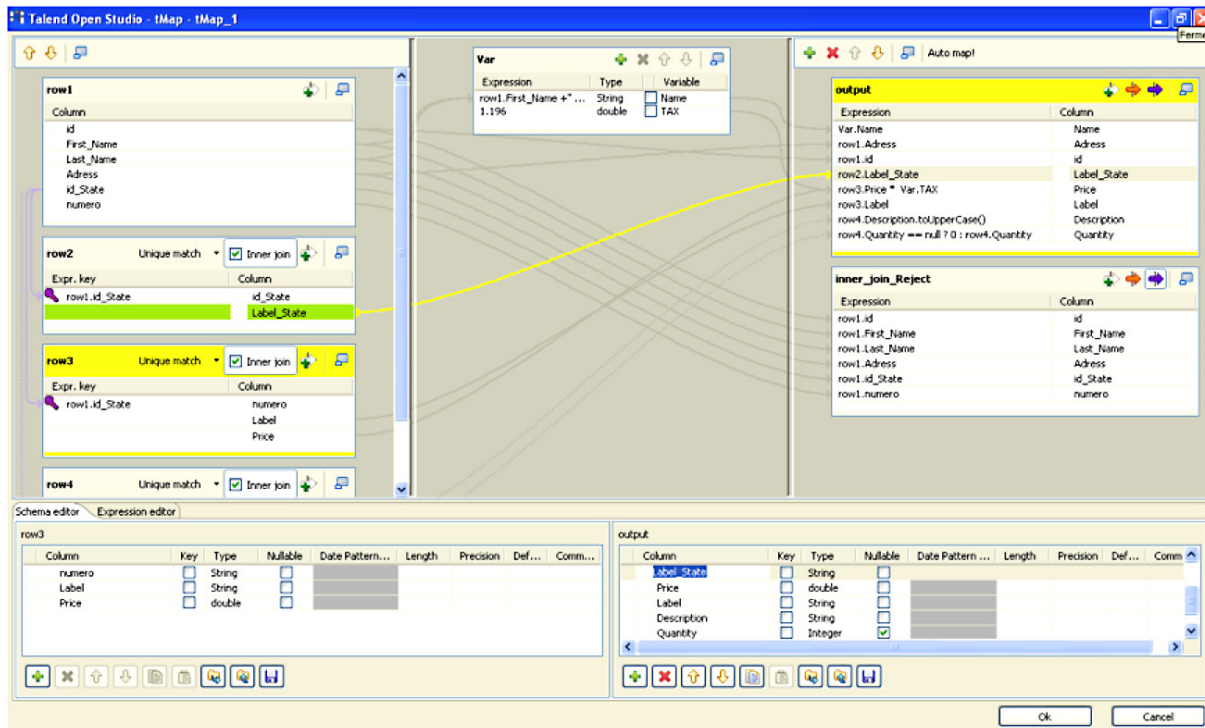 Talend Open Studio - tMap - tMap_1
Ferme
Auto map!
row1
Column
id
First_Name
Last_Name
Adress
id_State
numero
row2 Unique match Inner join
Expr. key Column
row1.id_State id_State
Label_State
row3 Unique match Inner join
Expr. key Column
row1.id_State numero
Label
Price
row4 Unique match Inner join
Var
Expression Type Variable
row1.First_Name +" ... String Name
1.196 double TAX
output
Expression Column
Var.Name Name
row1.Adress Adress
row1.id id
row2.Label_State Label_State
row3.Price * Var.TAX Price
row3.Label Label
row4.Description.toUpperCase() Description
row4.Quantity == null ? 0 : row4.Quantity Quantity
inner_join_Reject
Expression Column
row1.id id
row1.First_Name First_Name
row1.Last_Name Last_Name
row1.Adress Adress
row1.id_State id_State
row1.numero numero
Schema editor Expression editor
row3
Column Key Type Nullable Date Pattern... Length Precision Def... Comm...
numero String
Label String
Price double
output
Column Key Type Nullable Date Pattern ... Length Precision Def... Comm
Label_State String
Price double
Label String
Description String
Quantity Integer
Ok Cancel